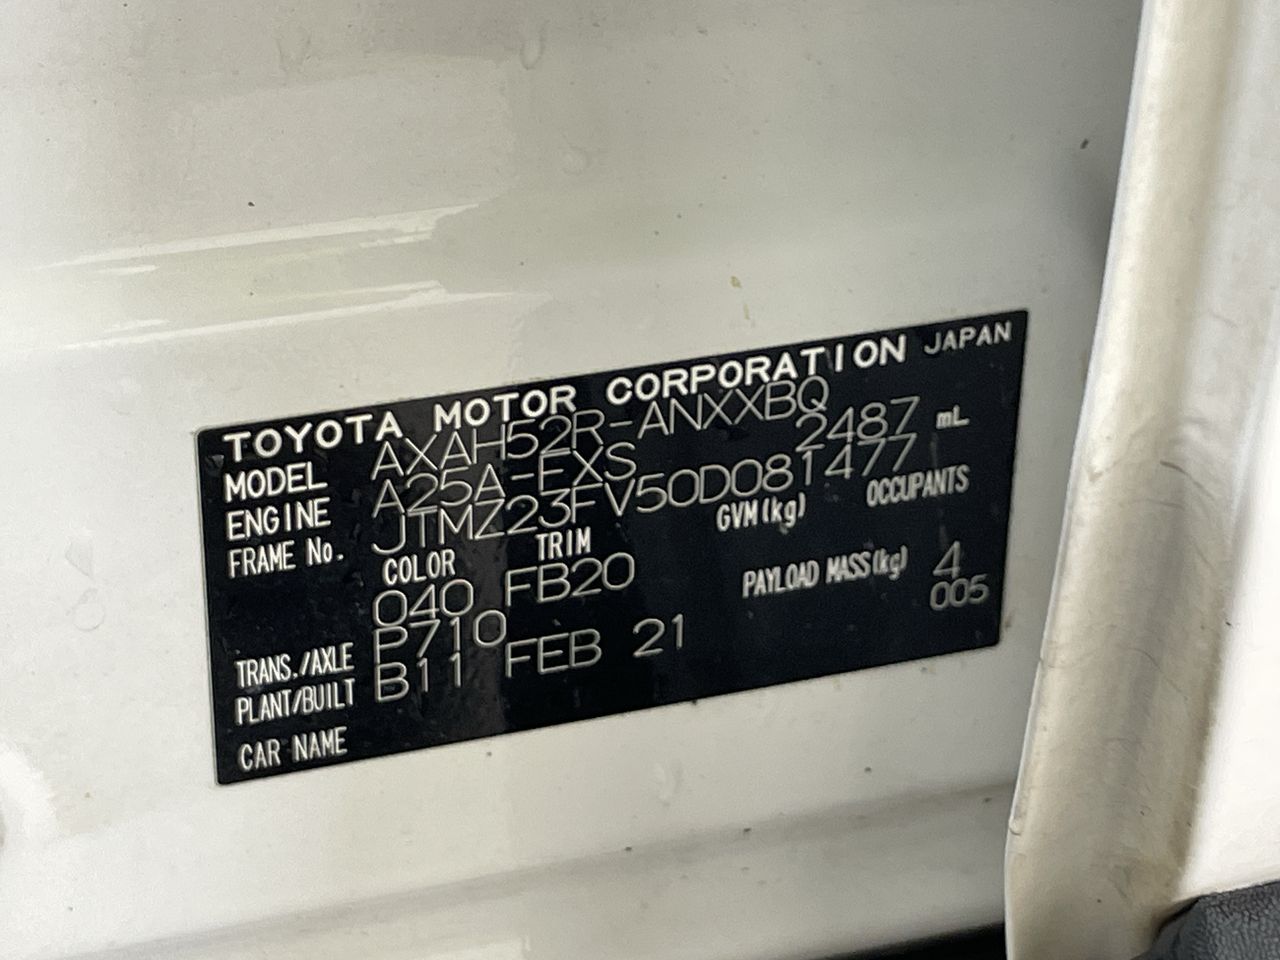 TOYOTA MOTOR CORPORATION JAPAN
MODEL AXAH52R-ANXXBQ
ENGINE A25A-FXS 2487 mL
FRAME No. JTMZ23FV50D081477
COLOR TRIM GVM(kg) OCCUPANTS
040 FB20 PAYLOAD MASS(kg) 4
TRANS./AXLE P710 005
PLANT/BUILT B11 FEB 21
CAR NAME